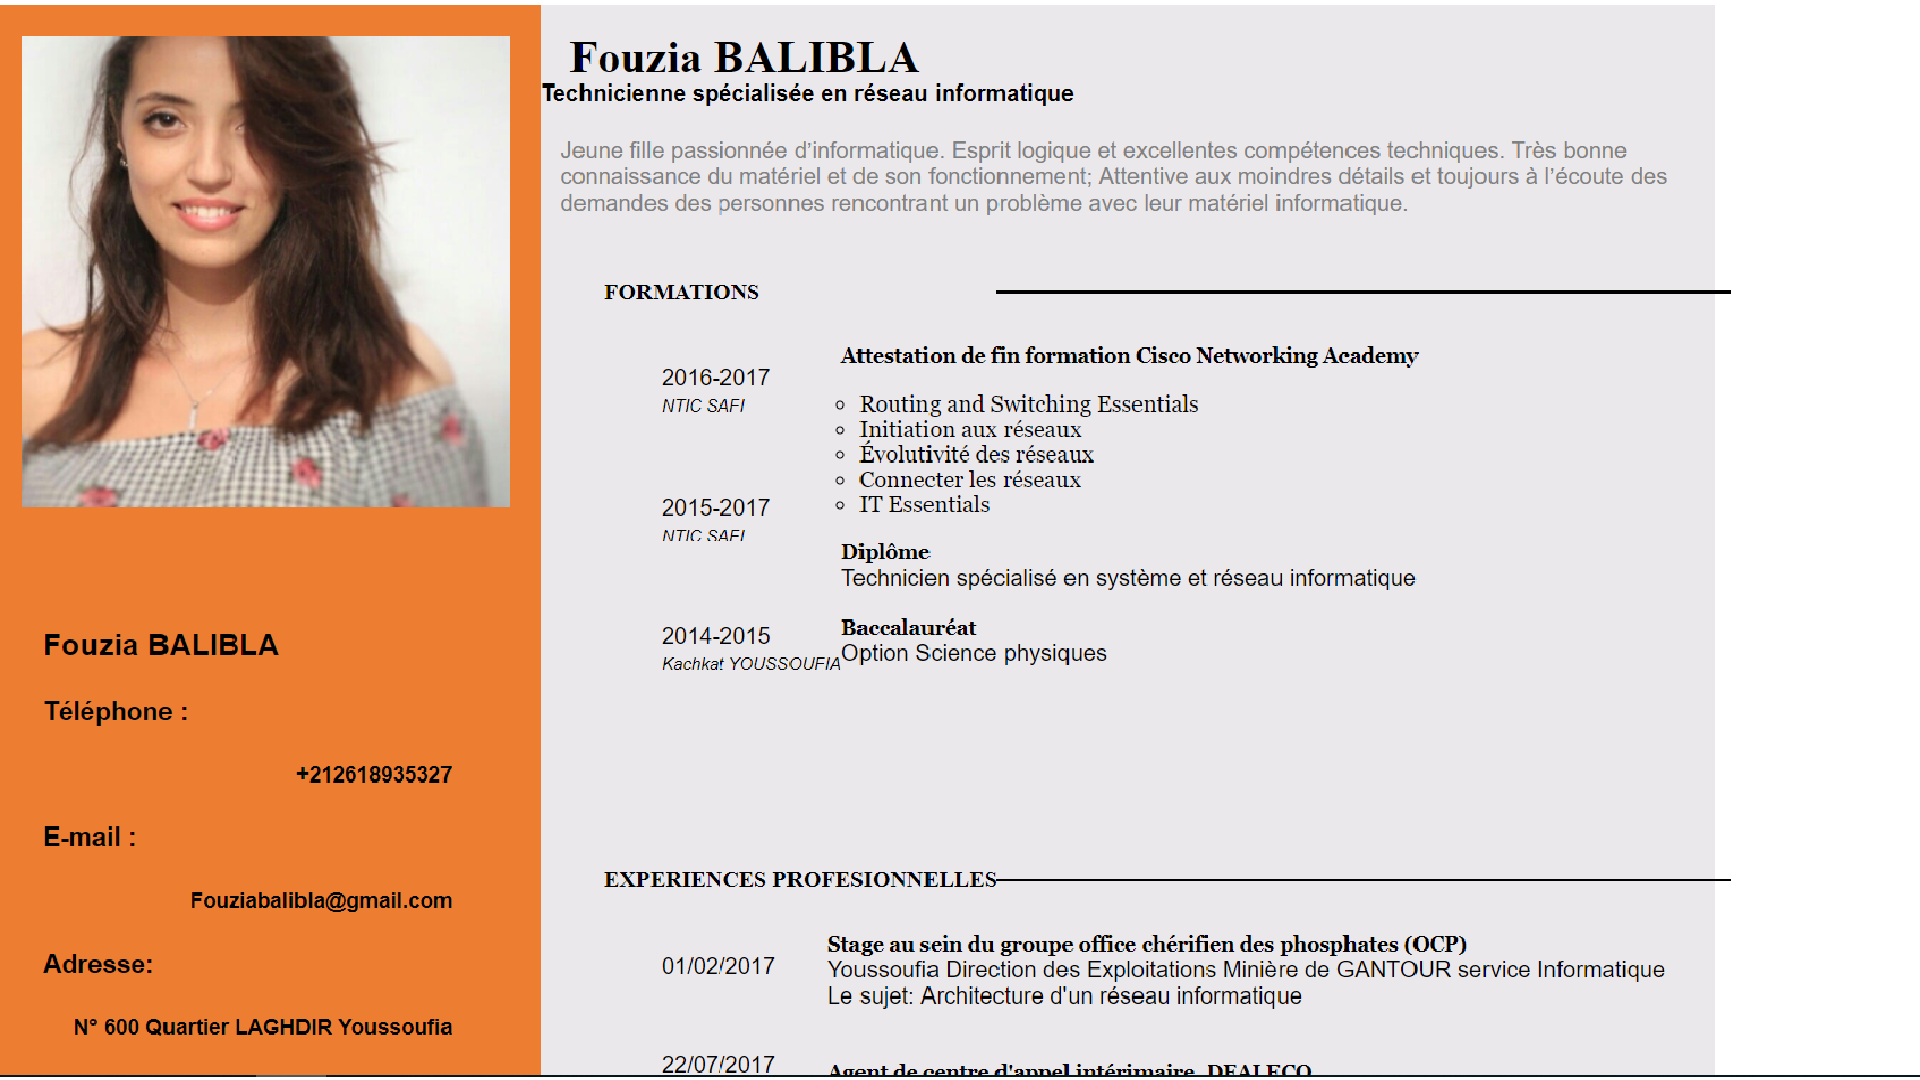 Fouzia BALIBLA
Technicienne spécialisée en réseau informatique
Jeune fille passionnée d'informatique. Esprit logique et excellentes compétences techniques. Très bonne
connaissance du matériel et de son fonctionnement; Attentive aux moindres détails et toujours à l'écoute des
demandes des personnes rencontrant un problème avec leur matériel informatique.
FORMATIONS
2016-2017
NTIC SAFI
Attestation de fin formation Cisco Networking Academy
Routing and Switching Essentials
Initiation aux réseaux
Évolutivité des réseaux
Connecter les réseaux
IT Essentials
2015-2017
NTIC SAFI
Diplôme
Technicien spécialisé en système et réseau informatique
2014-2015
Kachkat YOUSSOUFIA
Baccalauréat
Option Science physiques
EXPERIENCES PROFESIONNELLES
01/02/2017
Stage au sein du groupe office chérifien des phosphates (OCP)
Youssoufia Direction des Exploitations Minière de GANTOUR service Informatique
Le sujet: Architecture d'un réseau informatique
22/07/2017
Agent de centre d'appel intérimaire DEALECO
Fouzia BALIBLA
Téléphone :
+212618935327
E-mail :
Fouziabalibla@gmail.com
Adresse:
N° 600 Quartier LAGHDIR Youssoufia